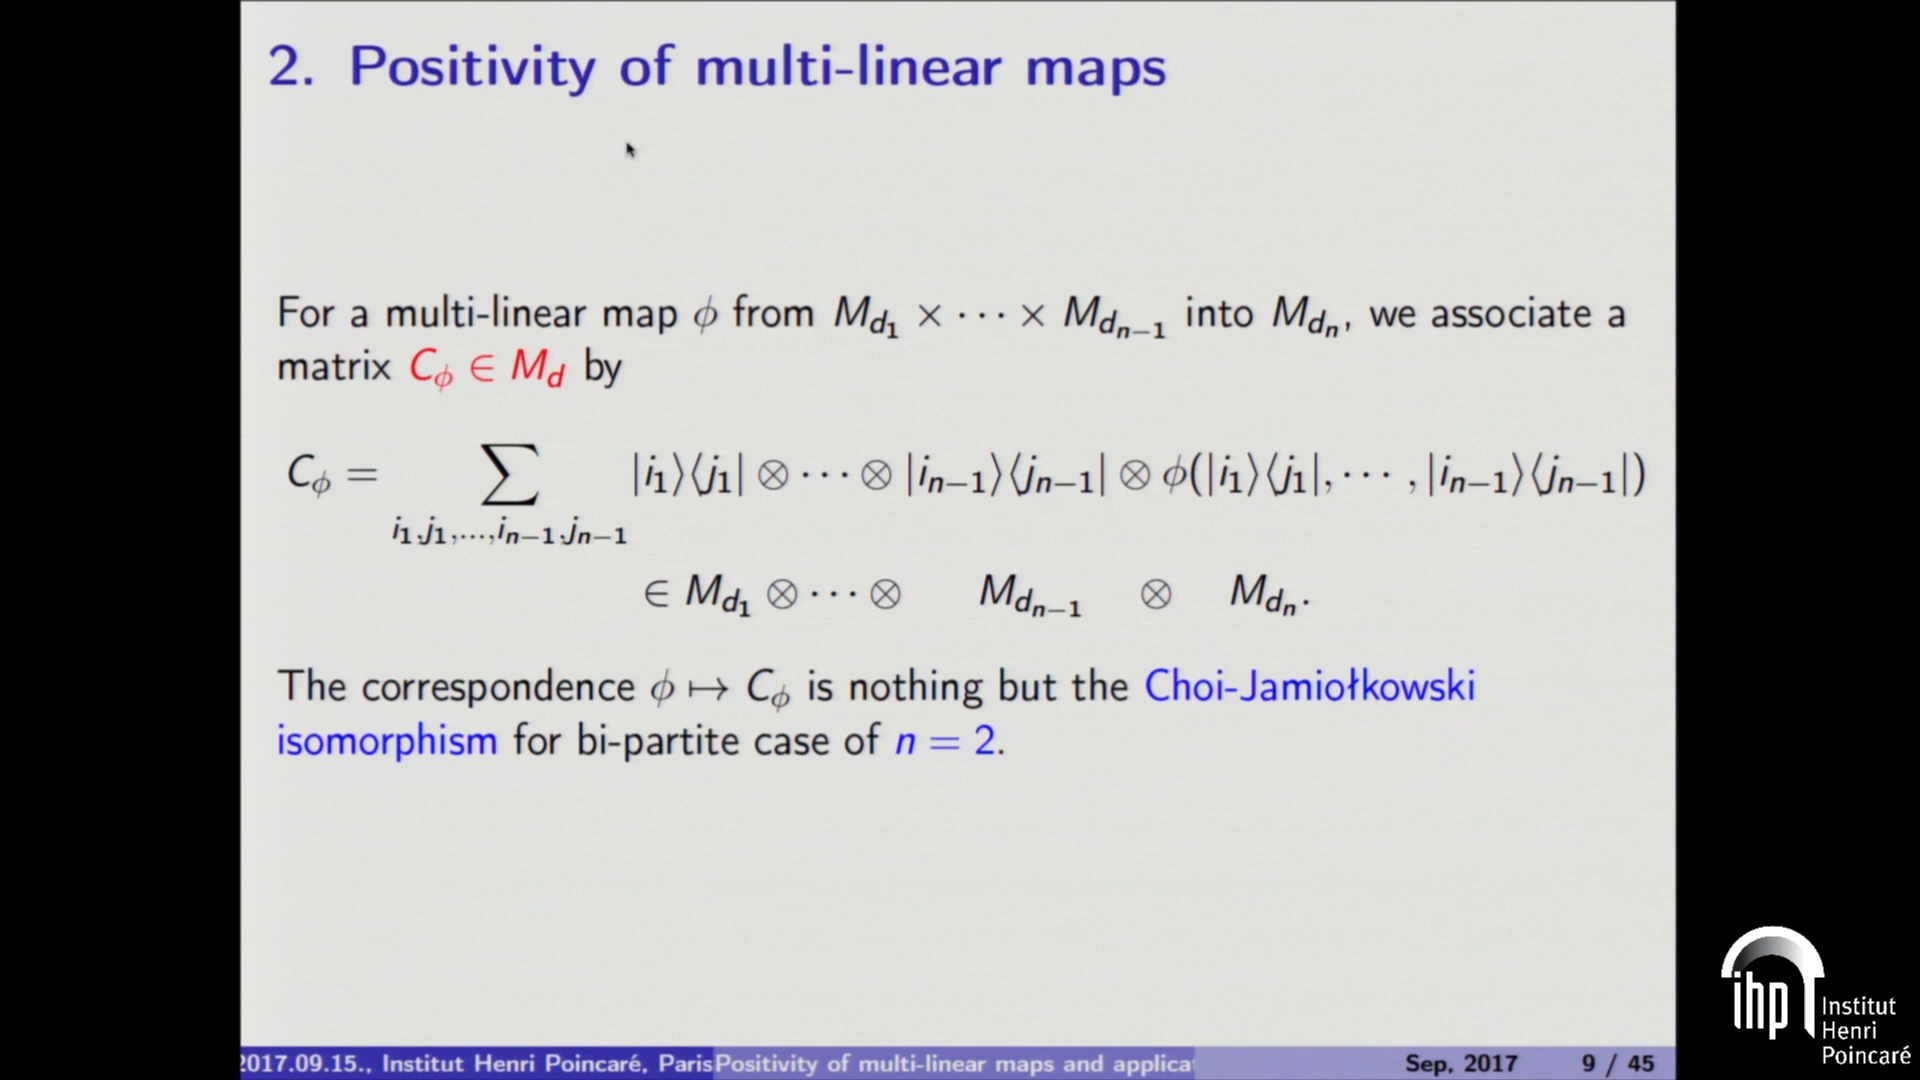 2. Positivity of multi-linear maps
For a multi-linear map ϕ from M_{d_1} × ⋯ × M_{d_{n−1}} into M_{d_n}, we associate a
matrix C_ϕ ∈ M_d by
C_ϕ = ∑_{i_1,j_1,…,i_{n−1},j_{n−1}} |i_1⟩⟨j_1| ⊗ ⋯ ⊗ |i_{n−1}⟩⟨j_{n−1}| ⊗ ϕ(|i_1⟩⟨j_1|, ⋯ , |i_{n−1}⟩⟨j_{n−1}|)
∈ M_{d_1} ⊗ ⋯ ⊗ M_{d_{n−1}} ⊗ M_{d_n}.
The correspondence ϕ ↦ C_ϕ is nothing but the Choi-Jamiołkowski
isomorphism for bi-partite case of n = 2.
2017.09.15., Institut Henri Poincaré, Paris Positivity of multi-linear maps and applica Sep, 2017 9 / 45
ihp Institut
Henri
Poincaré